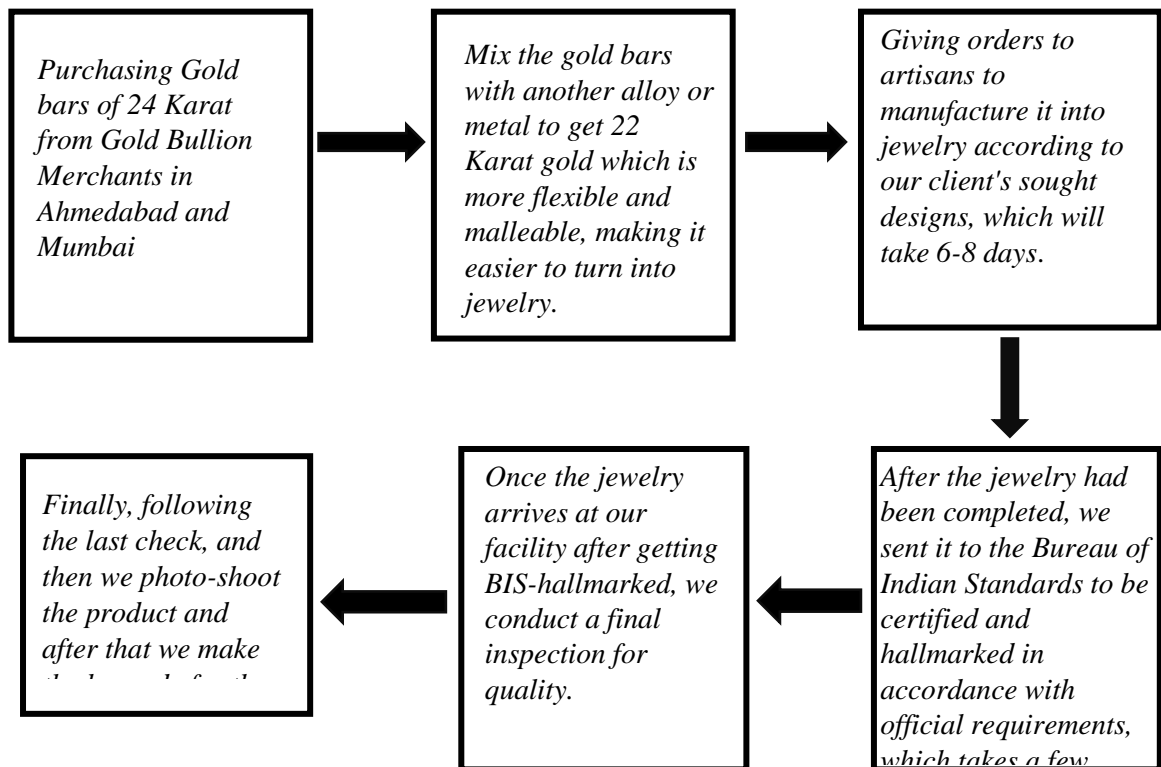 Purchasing Gold
bars of 24 Karat
from Gold Bullion
Merchants in
Ahmedabad and
Mumbai
Mix the gold bars
with another alloy or
metal to get 22
Karat gold which is
more flexible and
malleable, making it
easier to turn into
jewelry.
Giving orders to
artisans to
manufacture it into
jewelry according to
our client's sought
designs, which will
take 6-8 days.
After the jewelry had
been completed, we
sent it to the Bureau of
Indian Standards to be
certified and
hallmarked in
accordance with
official requirements,
which takes a few
Once the jewelry
arrives at our
facility after getting
BIS-hallmarked, we
conduct a final
inspection for
quality.
Finally, following
the last check, and
then we photo-shoot
the product and
after that we make